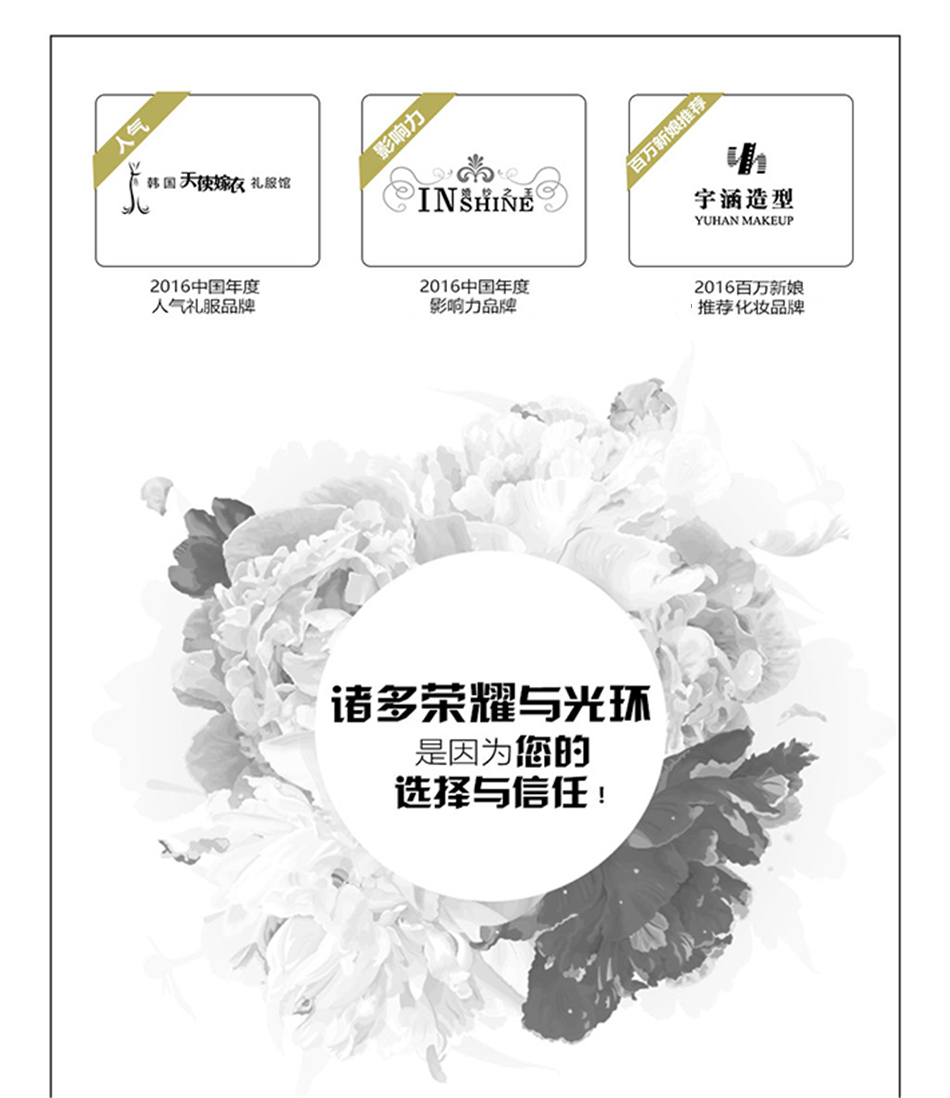 人气
韩国天使嫁衣礼服馆
2016中国年度
人气礼服品牌
影响力
婚纱之王
INSHINE
2016中国年度
影响力品牌
百万新娘推荐
宇涵造型
YUHAN MAKEUP
2016百万新娘
推荐化妆品牌
诸多荣耀与光环
是因为您的
选择与信任!